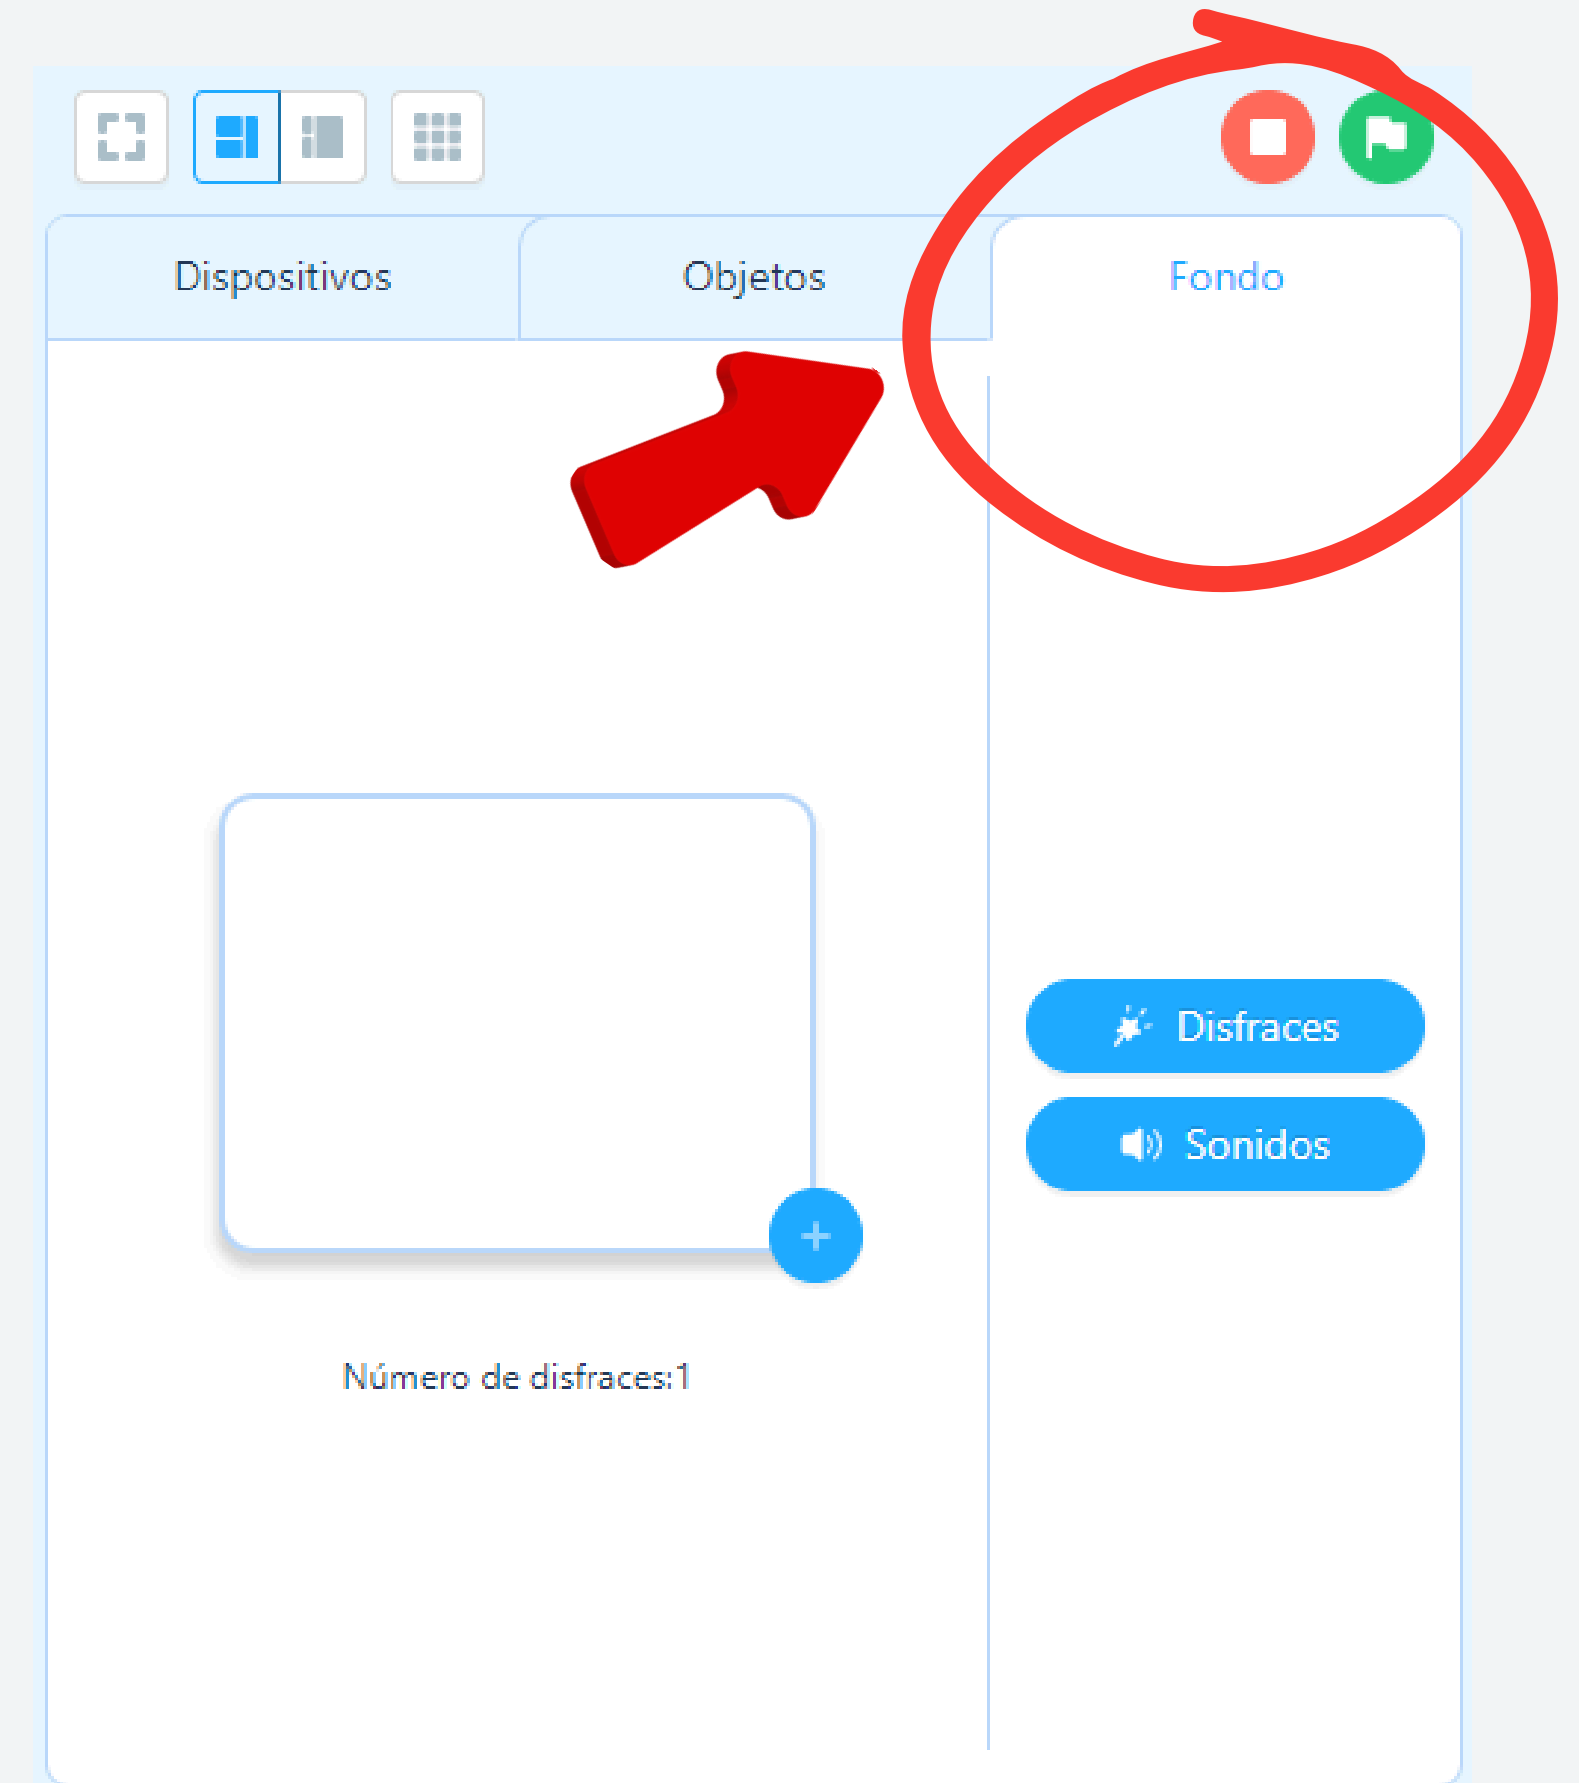 Dispositivos
Objetos
Fondo
Disfraces
Sonidos
Número de disfraces:1